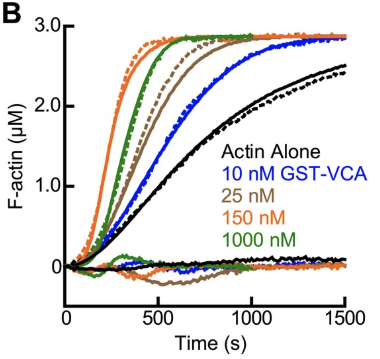 B
3.0
2.0
1.0
0
F-actin (μM)
Actin Alone
10 nM GST-VCA
25 nM
150 nM
1000 nM
0 500 1000 1500
Time (s)